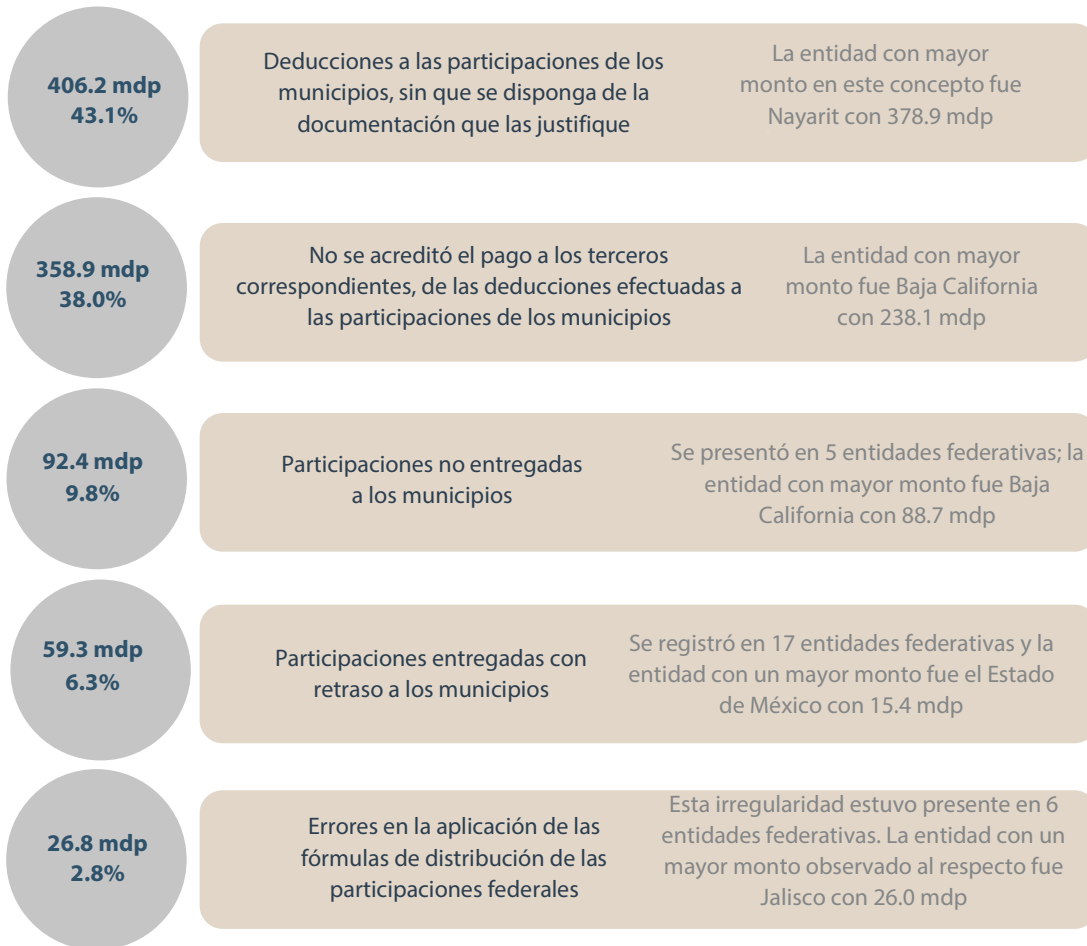 406.2 mdp
43.1%
Deducciones a las participaciones de los
municipios, sin que se disponga de la
documentación que las justifique
La entidad con mayor
monto en este concepto fue
Nayarit con 378.9 mdp
358.9 mdp
38.0%
No se acreditó el pago a los terceros
correspondientes, de las deducciones efectuadas a
las participaciones de los municipios
La entidad con mayor
monto fue Baja California
con 238.1 mdp
92.4 mdp
9.8%
Participaciones no entregadas
a los municipios
Se presentó en 5 entidades federativas; la
entidad con mayor monto fue Baja
California con 88.7 mdp
59.3 mdp
6.3%
Participaciones entregadas con
retraso a los municipios
Se registró en 17 entidades federativas y la
entidad con un mayor monto fue el Estado
de México con 15.4 mdp
26.8 mdp
2.8%
Errores en la aplicación de las
fórmulas de distribución de las
participaciones federales
Esta irregularidad estuvo presente en 6
entidades federativas. La entidad con un
mayor monto observado al respecto fue
Jalisco con 26.0 mdp